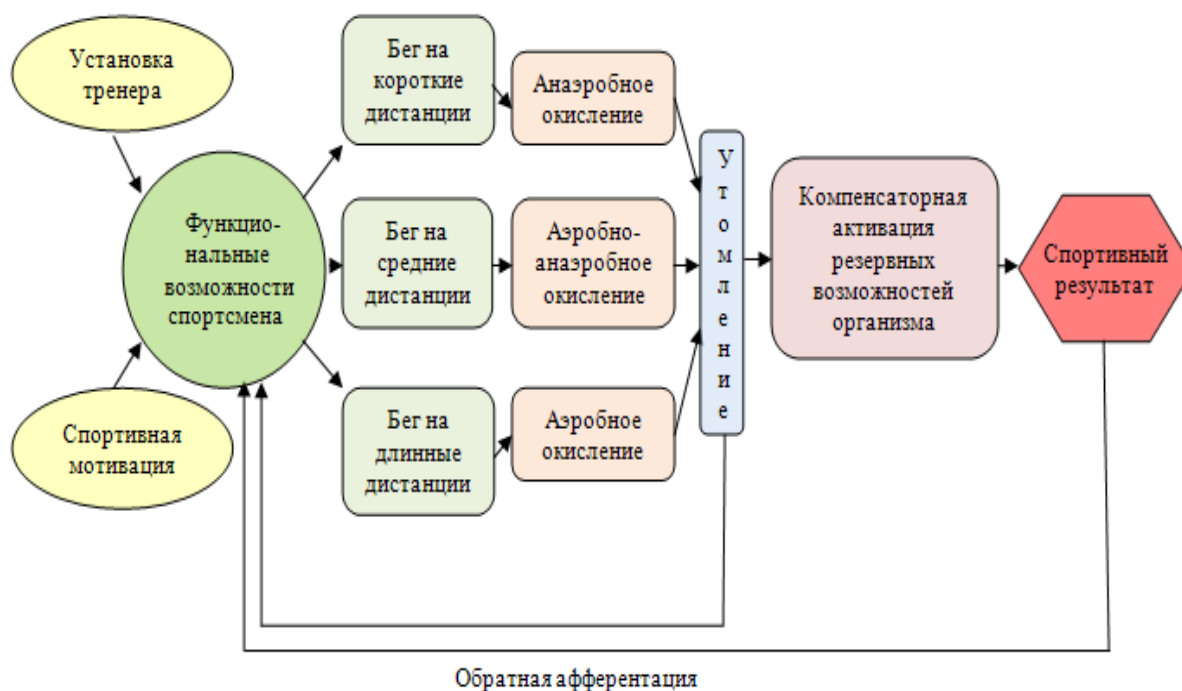 Установка
тренера
Функцио-
нальные
возможности
спортсмена
Спортивная
мотивация
Бег на
короткие
дистанции
Анаэробное
окисление
Бег на
средние
дистанции
Аэробно-
анаэробное
окисление
Бег на
длинные
дистанции
Аэробное
окисление
У
т
о
м
л
е
н
и
е
Компенсаторная
активация
резервных
возможностей
организма
Спортивный
результат
Обратная афферентация